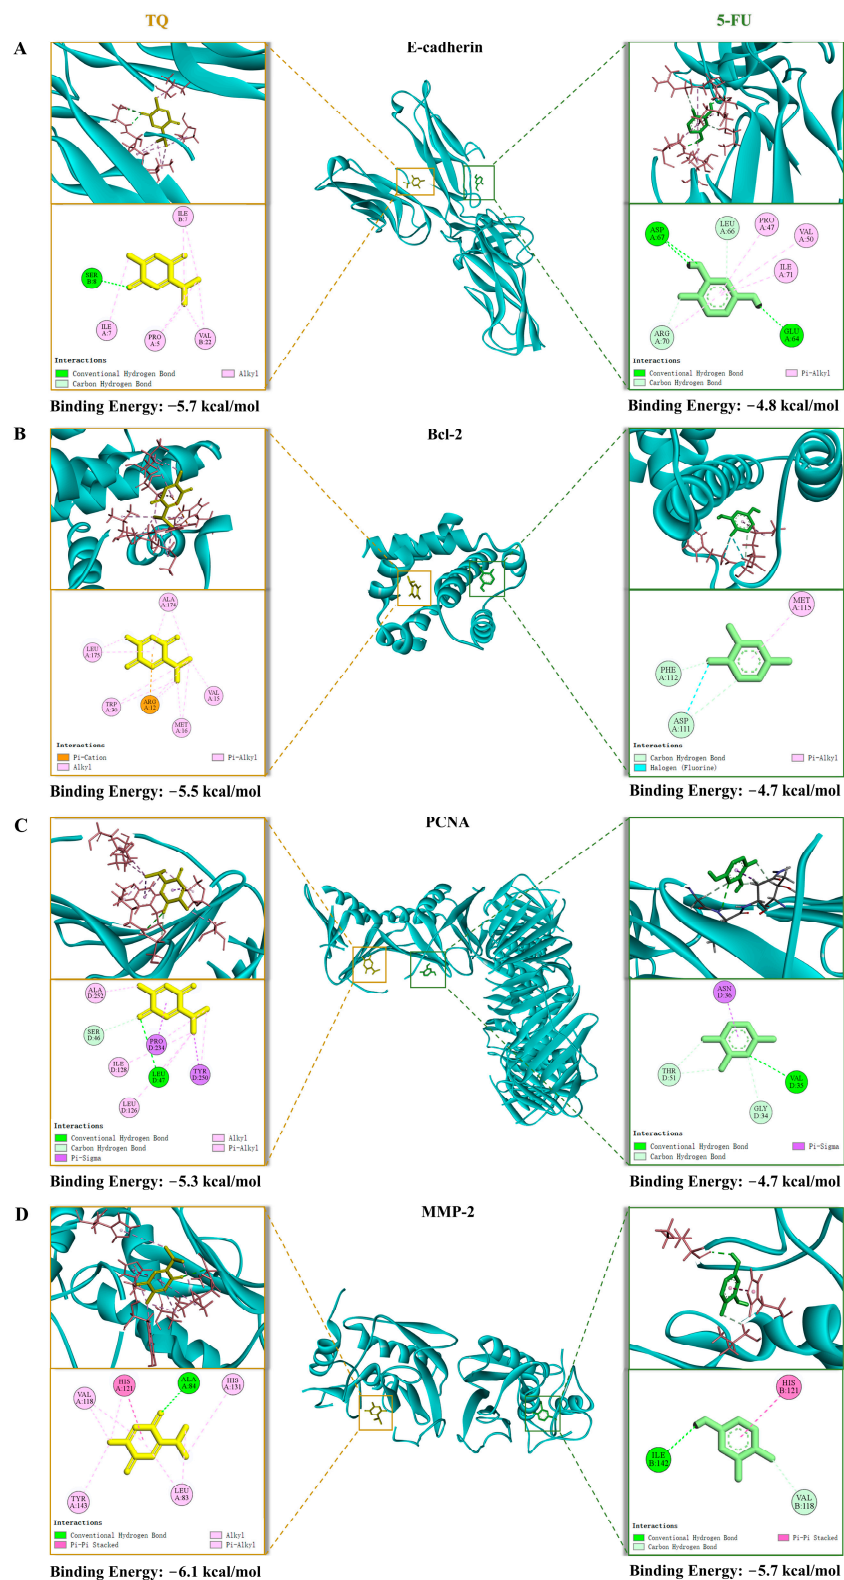 TQ
5-FU
A
E-cadherin
ILE
B:7
SER
B:8
ILE
A:7
PRO
A:5
VAL
B:22
Interactions
Conventional Hydrogen Bond
Carbon Hydrogen Bond
Alkyl
Binding Energy: −5.7 kcal/mol
ASP
A:67
LEU
A:66
PRO
A:47
VAL
A:50
ILE
A:71
ARG
A:70
GLU
A:64
Interactions
Conventional Hydrogen Bond
Carbon Hydrogen Bond
Pi-Alkyl
Binding Energy: −4.8 kcal/mol
B
Bcl-2
ALA
A:174
LEU
A:175
TRP
A:30
ARG
A:12
MET
A:16
VAL
A:15
Interactions
Pi-Cation
Alkyl
Pi-Alkyl
Binding Energy: −5.5 kcal/mol
MET
A:115
PHE
A:112
ASP
A:111
Interactions
Carbon Hydrogen Bond
Halogen (Fluorine)
Pi-Alkyl
Binding Energy: −4.7 kcal/mol
C
PCNA
ALA
D:252
SER
D:46
PRO
D:234
ILE
D:128
LEU
D:47
TYR
D:250
LEU
D:126
Interactions
Conventional Hydrogen Bond
Carbon Hydrogen Bond
Pi-Sigma
Alkyl
Pi-Alkyl
Binding Energy: −5.3 kcal/mol
ASN
D:36
THR
D:51
VAL
D:35
GLY
D:34
Interactions
Conventional Hydrogen Bond
Carbon Hydrogen Bond
Pi-Sigma
Binding Energy: −4.7 kcal/mol
D
MMP-2
VAL
A:118
HIS
A:121
ALA
A:84
HIS
A:131
TYR
A:143
LEU
A:83
Interactions
Conventional Hydrogen Bond
Pi-Pi Stacked
Alkyl
Pi-Alkyl
Binding Energy: −6.1 kcal/mol
HIS
B:121
ILE
B:142
VAL
B:118
Interactions
Conventional Hydrogen Bond
Carbon Hydrogen Bond
Pi-Pi Stacked
Binding Energy: −5.7 kcal/mol